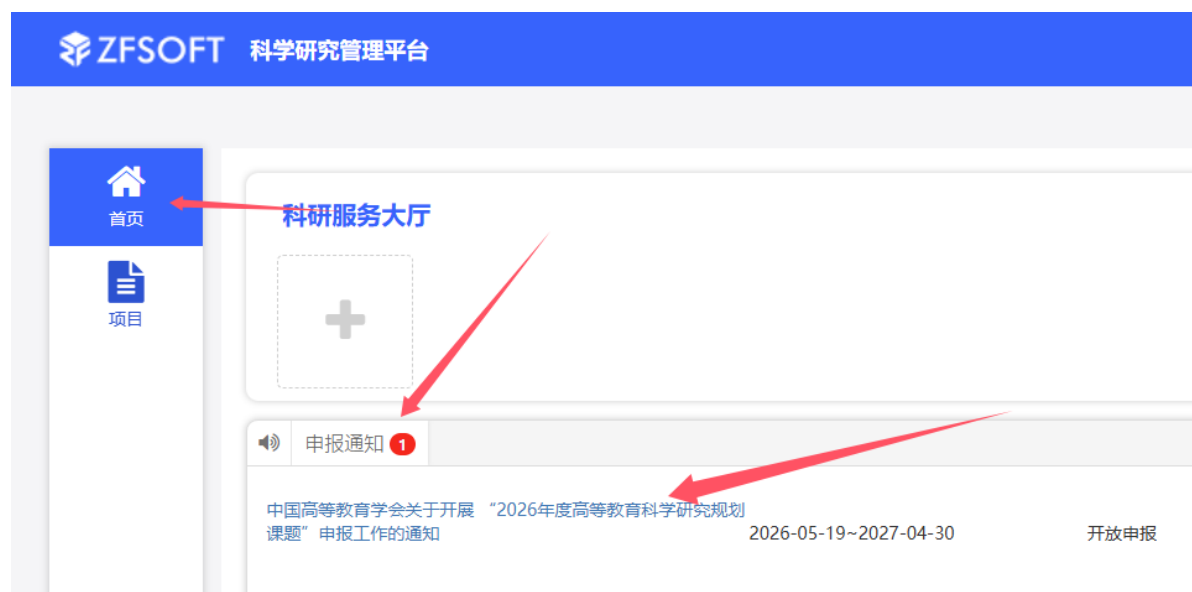 ZFSOFT 科学研究管理平台
首页
科研服务大厅
项目
申报通知 1
中国高等教育学会关于开展 “2026年度高等教育科学研究规划
课题”申报工作的通知
2026-05-19~2027-04-30
开放申报